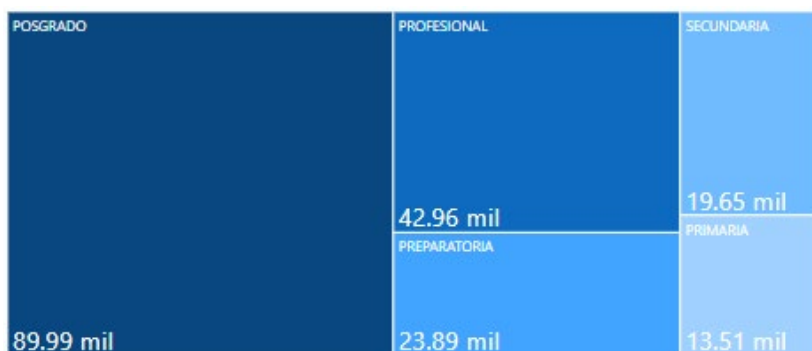 POSGRADO
89.99 mil
PROFESIONAL
42.96 mil
PREPARATORIA
23.89 mil
SECUNDARIA
19.65 mil
PRIMARIA
13.51 mil